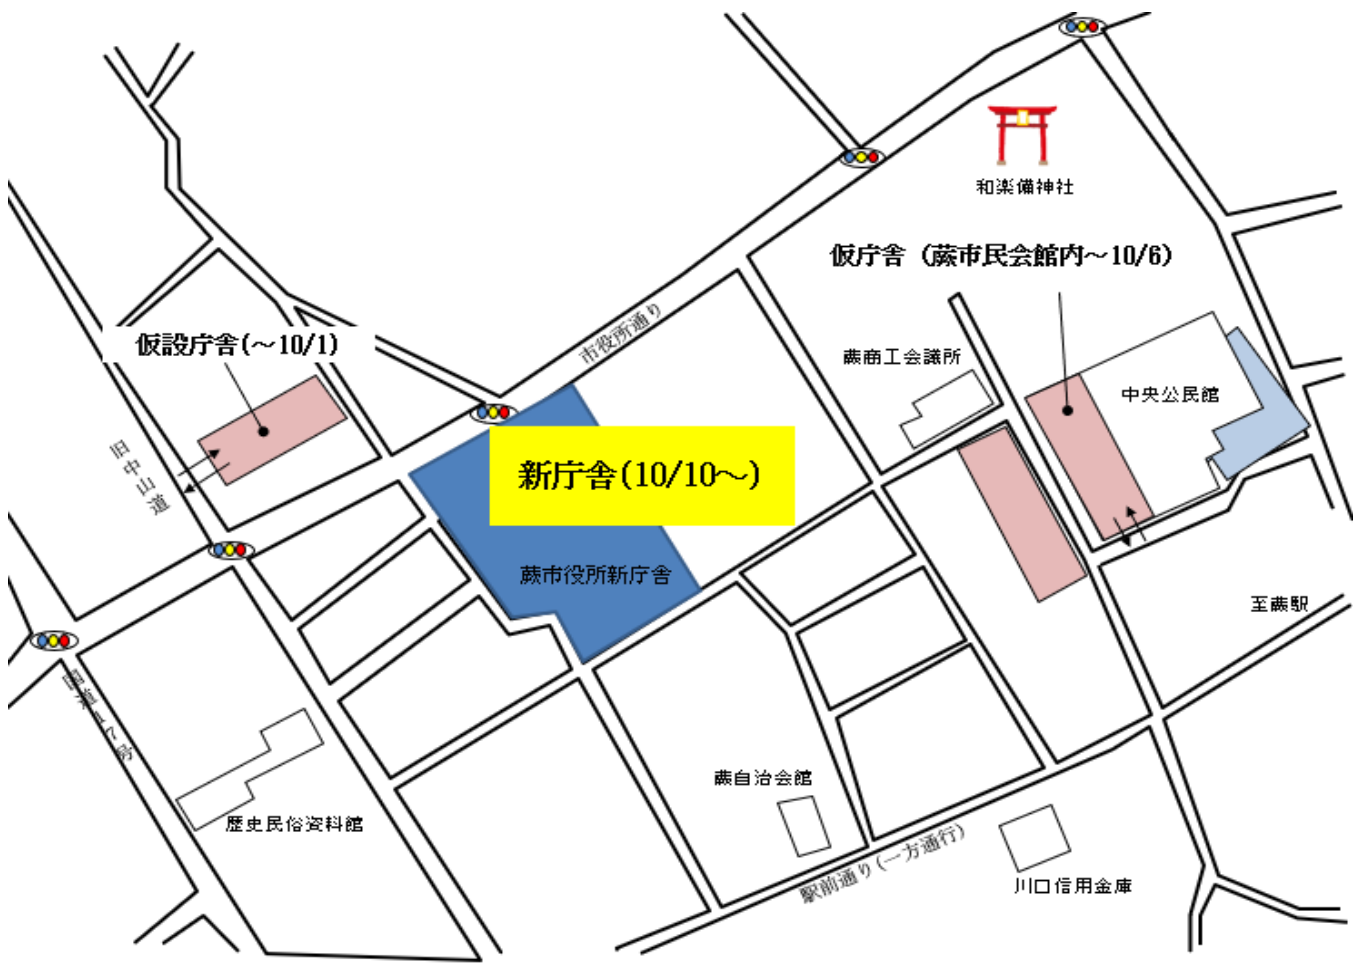 和楽備神社
仮庁舎（蕨市民会館内～10/6）
市役所通り
仮設庁舎(～10/1)
蕨商工会議所
中央公民館
旧中山道
新庁舎(10/10～)
蕨市役所新庁舎
至蕨駅
国道17号
蕨自治会館
歴史民俗資料館
駅前通り(一方通行)
川口信用金庫